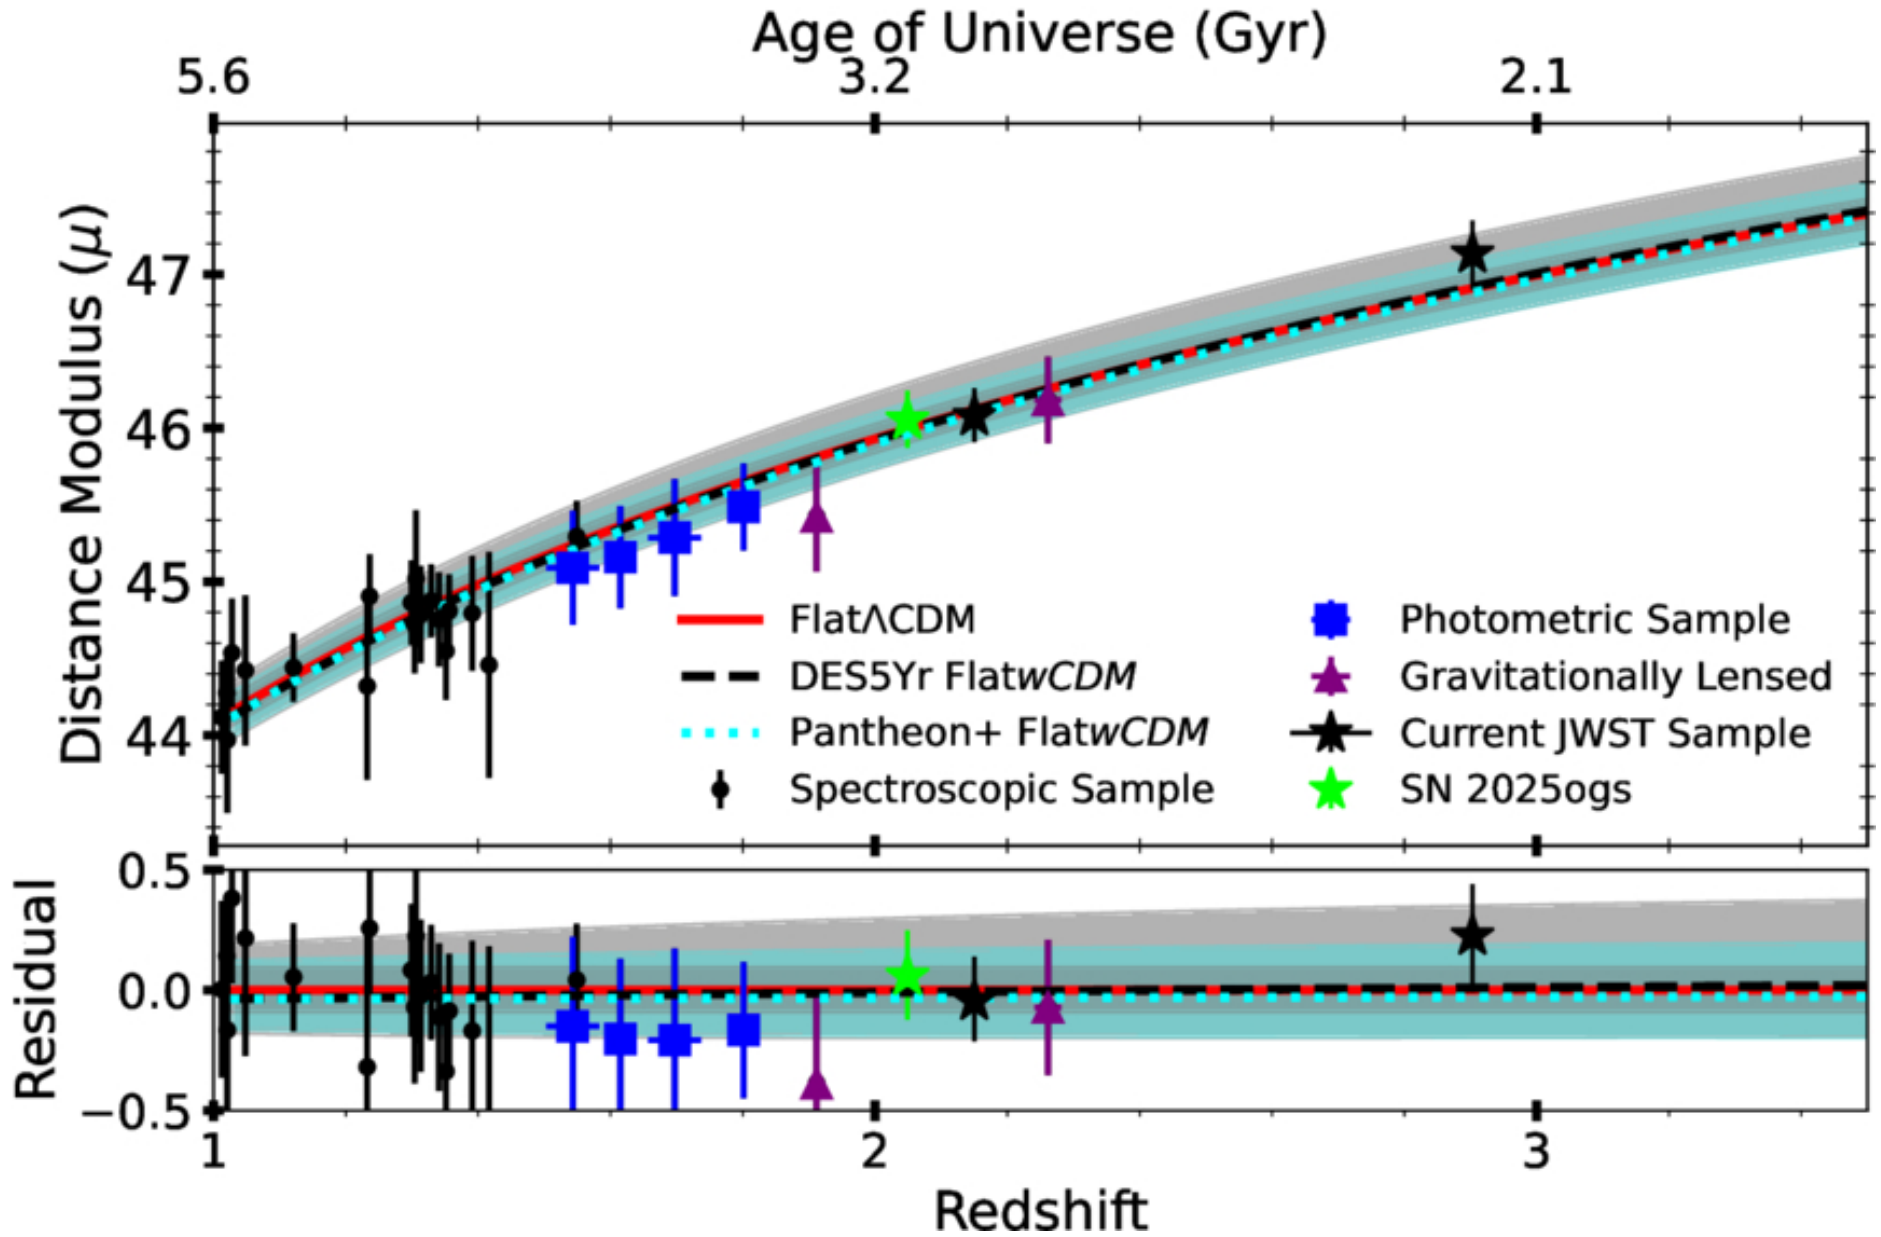 Age of Universe (Gyr)
5.6 3.2 2.1
Distance Modulus (μ)
47
46
45
44
FlatΛCDM
DES5Yr FlatwCDM
Pantheon+ FlatwCDM
Spectroscopic Sample
Photometric Sample
Gravitationally Lensed
Current JWST Sample
SN 2025ogs
Residual
0.5
0.0
−0.5
1 2 3
Redshift